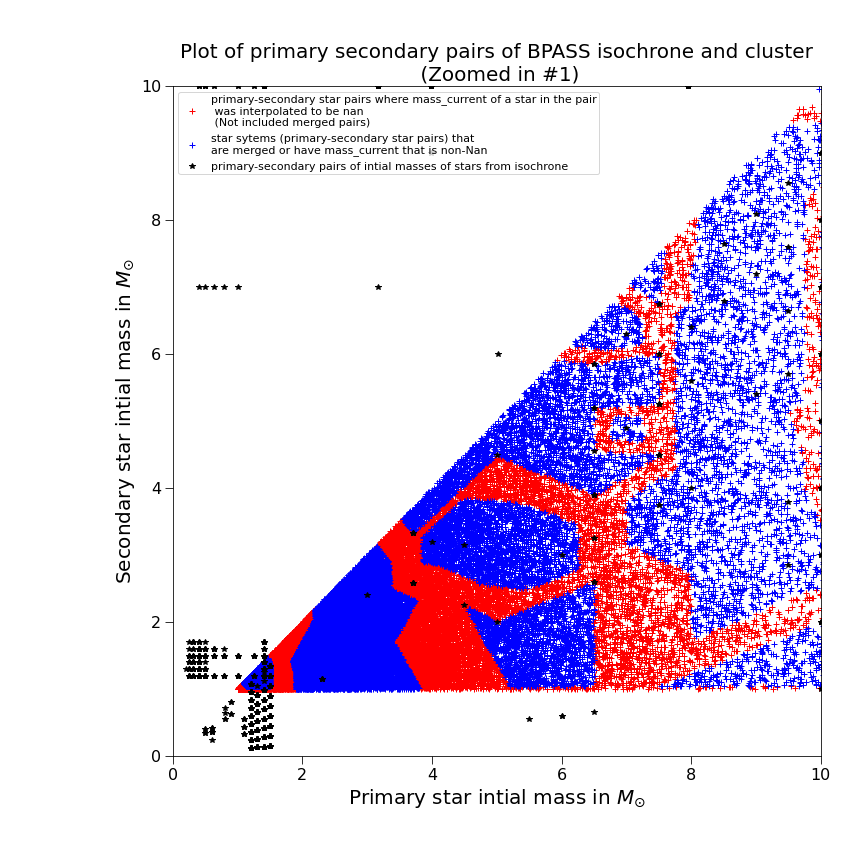 Plot of primary secondary pairs of BPASS isochrone and cluster
(Zoomed in #1)
primary-secondary star pairs where mass_current of a star in the pair
was interpolated to be nan
(Not included merged pairs)
star sytems (primary-secondary star pairs) that
are merged or have mass_current that is non-Nan
primary-secondary pairs of intial masses of stars from isochrone
Secondary star intial mass in M⊙
10
8
6
4
2
0
0 2 4 6 8 10
Primary star intial mass in M⊙